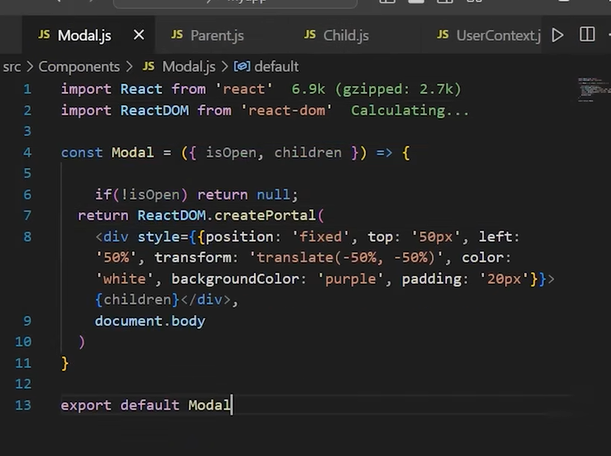 myapp
JS Modal.js × JS Parent.js JS Child.js JS UserContext.j
src > Components > JS Modal.js > default
1 import React from 'react' 6.9k (gzipped: 2.7k)
2 import ReactDOM from 'react-dom' Calculating...
3
4 const Modal = ({ isOpen, children }) => {
5
6 if(!isOpen) return null;
7 return ReactDOM.createPortal(
8 <div style={{position: 'fixed', top: '50px', left:
'50%', transform: 'translate(-50%, -50%)', color:
'white', backgroundColor: 'purple', padding: '20px'}}>
{children}</div>,
9 document.body
10 )
11 }
12
13 export default Modal